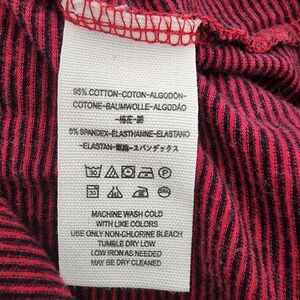 95% COTTON-COTON-ALGODÓN-
COTONE-BAUMWOLLE-ALGODÃO
-棉花-綿
5% SPANDEX-ELASTHANNE-ELASTANO
-ELASTAN-スパンデックス
30
MACHINE WASH COLD
WITH LIKE COLORS
USE ONLY NON-CHLORINE BLEACH
TUMBLE DRY LOW
LOW IRON AS NEEDED
MAY BE DRY CLEANED